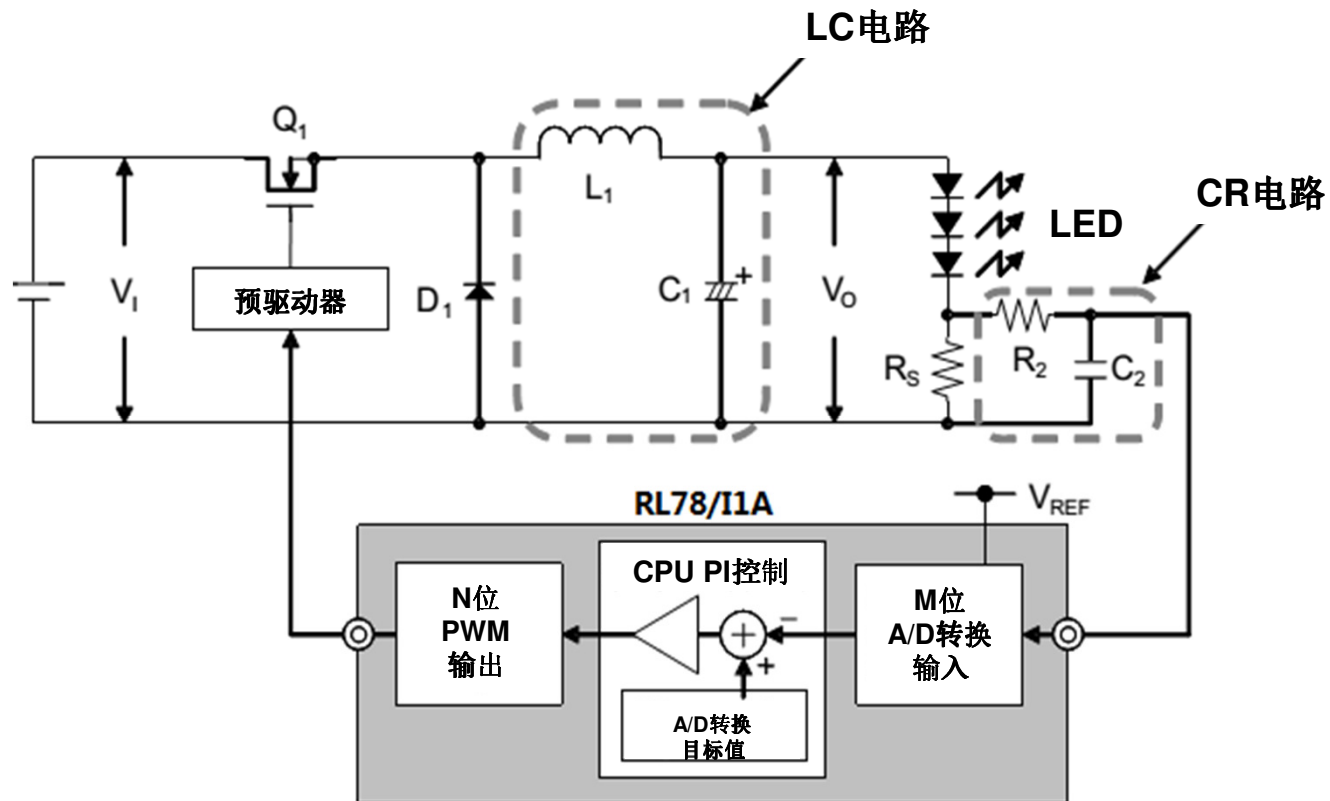 LC电路
Q1
L1
CR电路
LED
VI
预驱动器
D1
C1
+
VO
RS
R2
C2
RL78/I1A
VREF
N位
PWM
输出
CPU PI控制
−
+
+
A/D转换
目标值
M位
A/D转换
输入